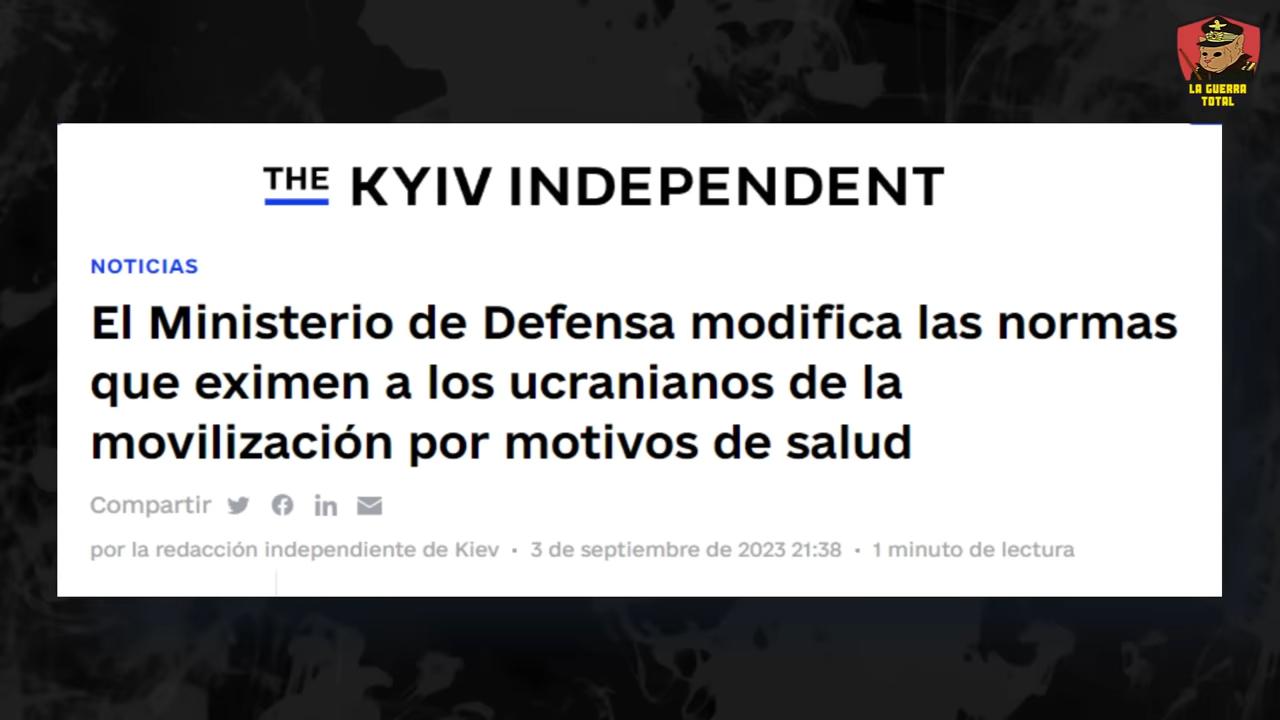 LA GUERRA
TOTAL
THE KYIV INDEPENDENT
NOTICIAS
El Ministerio de Defensa modifica las normas
que eximen a los ucranianos de la
movilización por motivos de salud
Compartir
por la redacción independiente de Kiev • 3 de septiembre de 2023 21:38 • 1 minuto de lectura